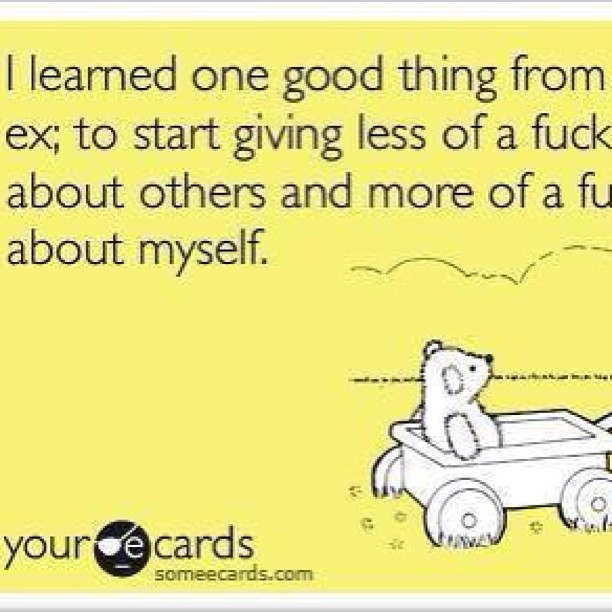 I learned one good thing from
ex; to start giving less of a fuck
about others and more of a fu
about myself.
your e cards
someecards.com